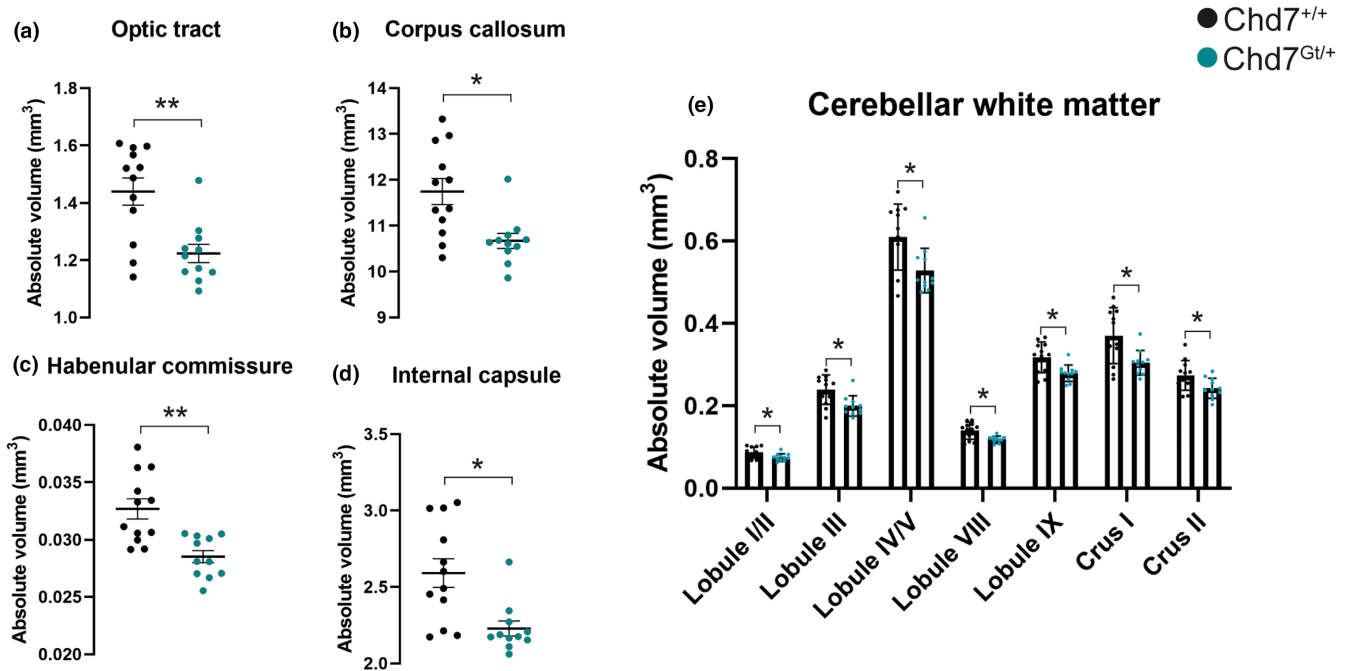 Chd7+/+
Chd7Gt/+
(a) Optic tract
**
Absolute volume (mm3)
1.8
1.6
1.4
1.2
1.0
(b) Corpus callosum
*
Absolute volume (mm3)
14
13
12
11
10
9
(c) Habenular commissure
**
Absolute volume (mm3)
0.040
0.035
0.030
0.025
0.020
(d) Internal capsule
*
Absolute volume (mm3)
3.5
3.0
2.5
2.0
(e) Cerebellar white matter
Absolute volume (mm3)
0.8
0.6
0.4
0.2
0.0
* * * * * * *
Lobule I/II
Lobule III
Lobule IV/V
Lobule VIII
Lobule IX
Crus I
Crus II